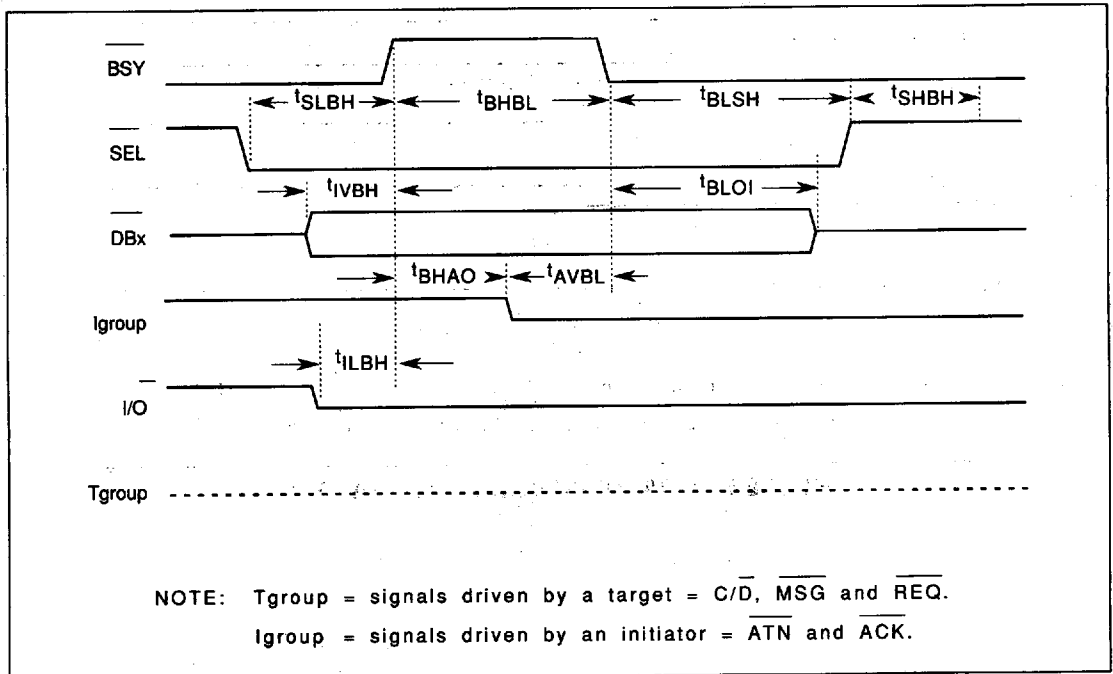 BSY
tSLBH tBHBL tBLSH tSHBH
SEL
tIVBH tBLOI
DBx
tBHAO tAVBL
Igroup
tILBH
I/O
Tgroup
NOTE: Tgroup = signals driven by a target = C/D, MSG and REQ.
Igroup = signals driven by an initiator = ATN and ACK.